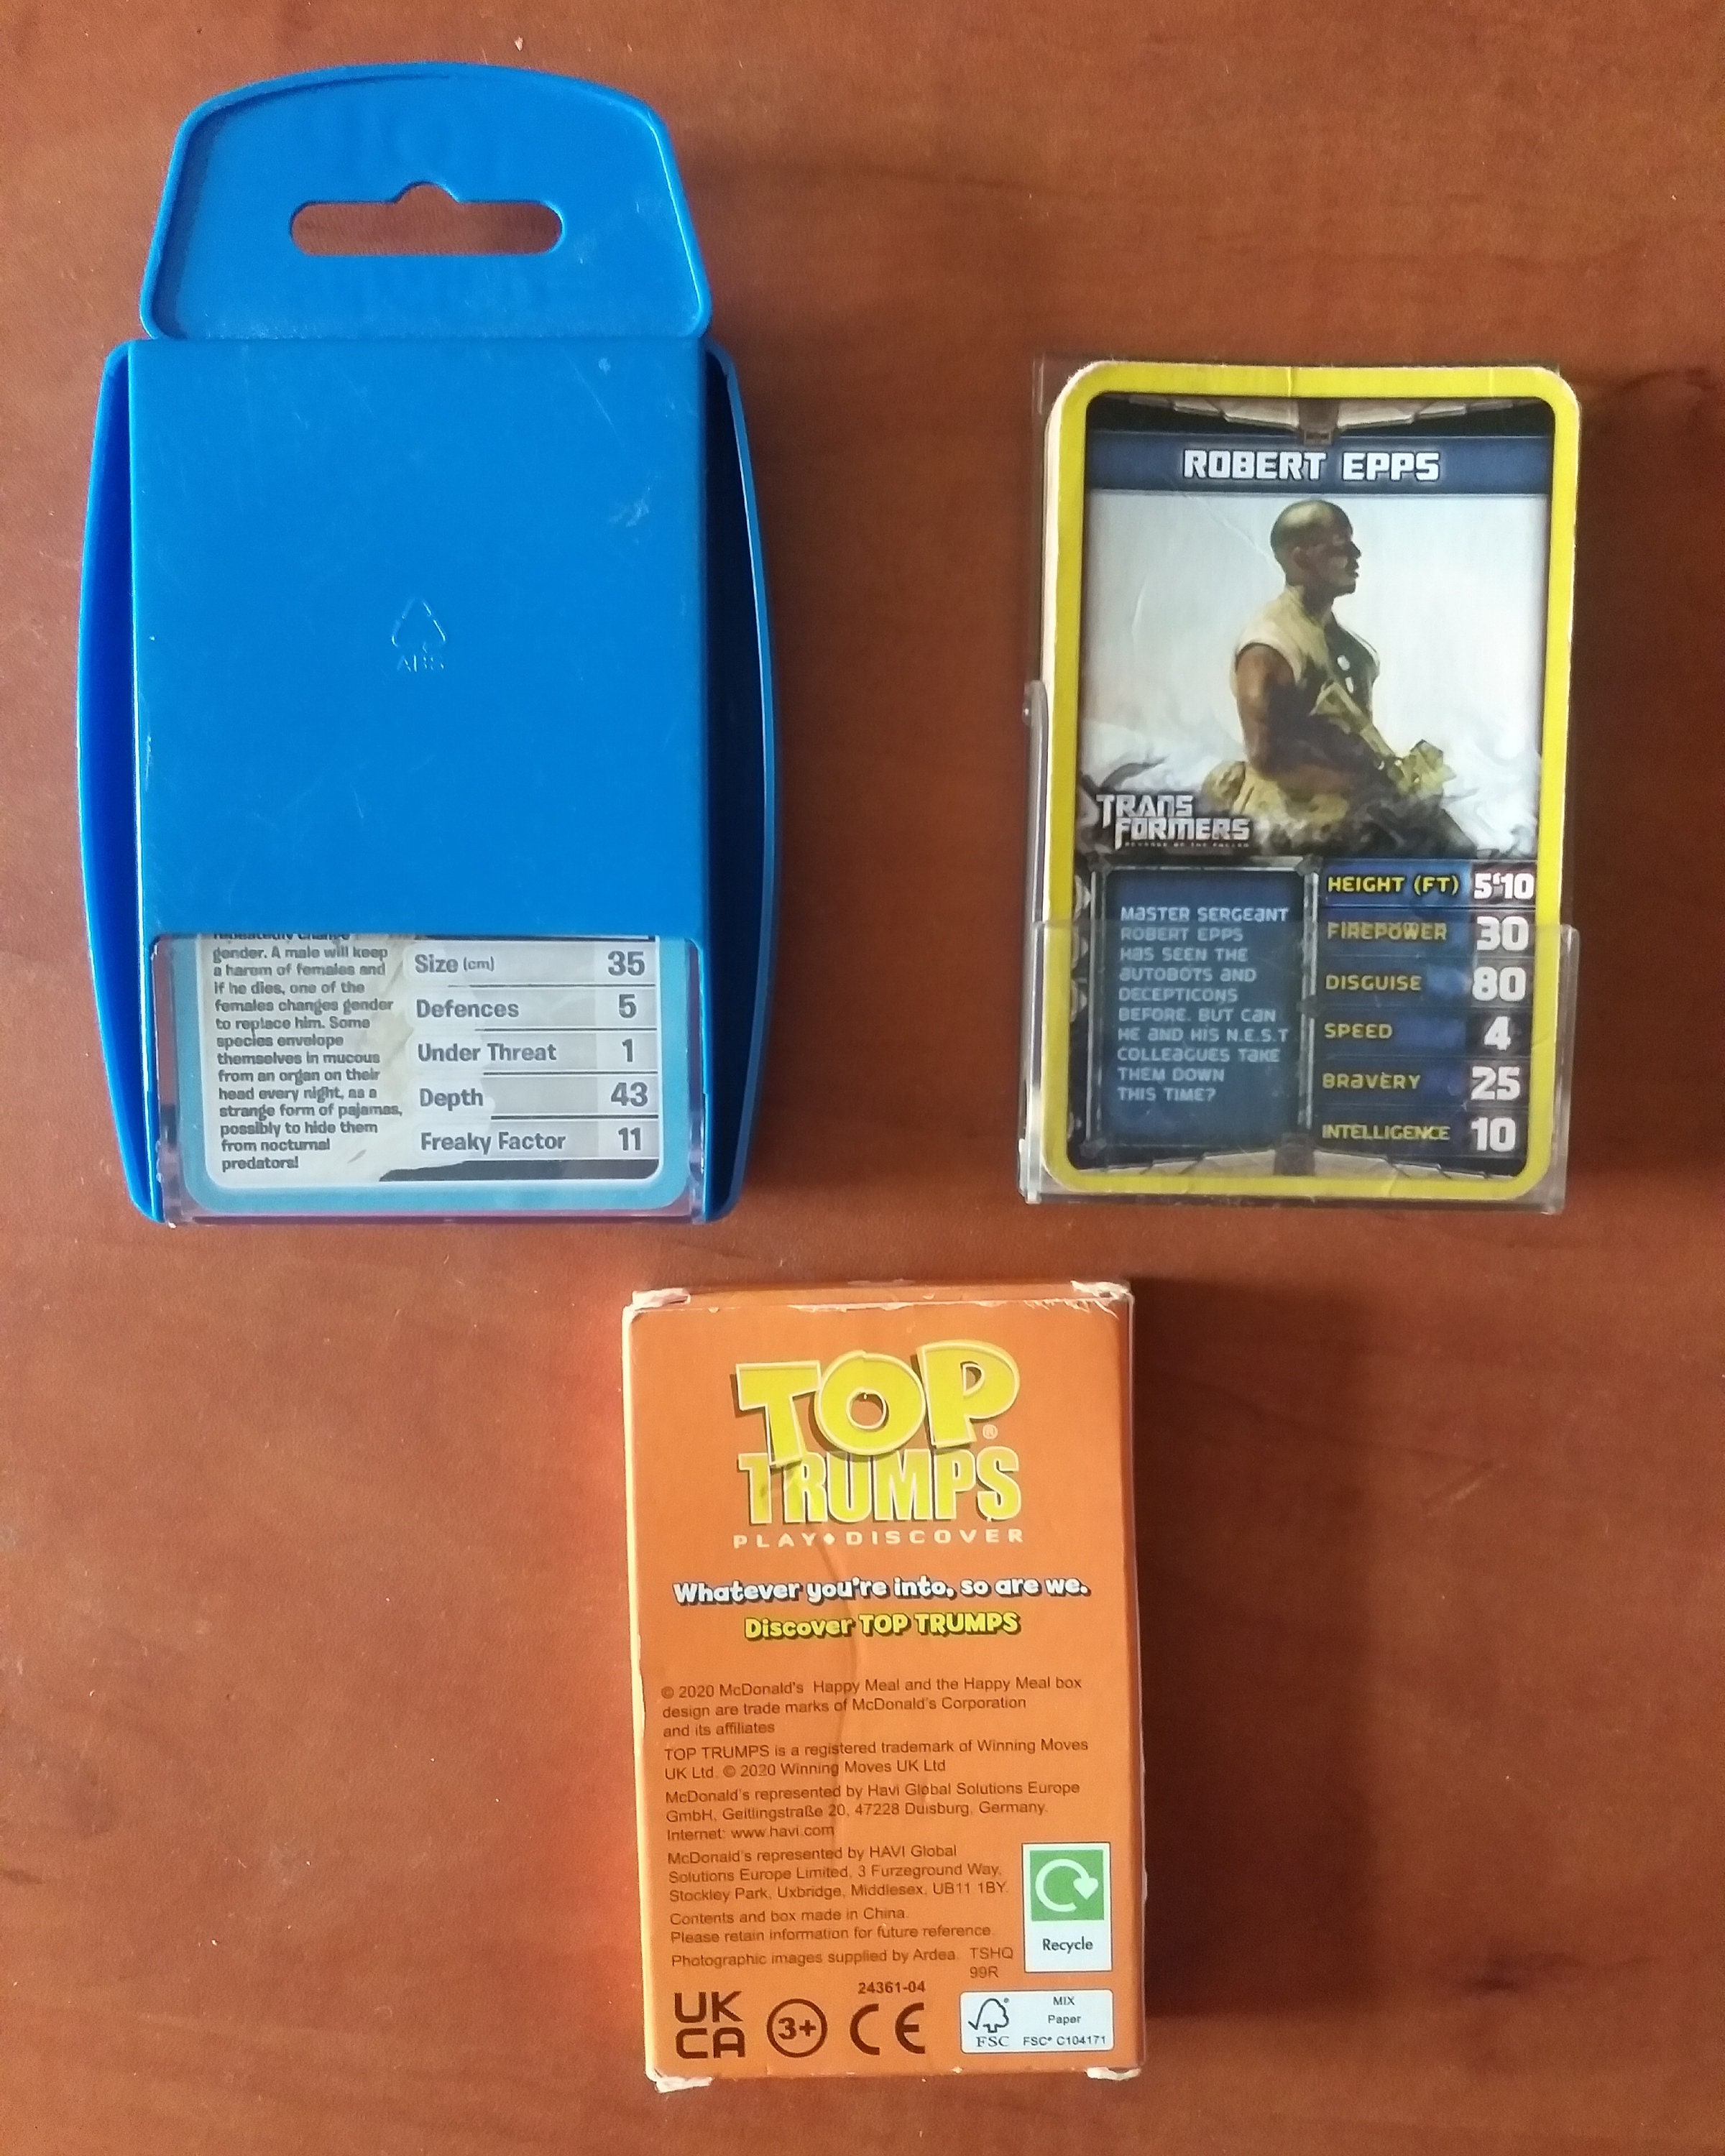 ABS
repeatedly change
gender. A male will keep
a harem of females and
if he dies, one of the
females changes gender
to replace him. Some
species envelope
themselves in mucous
from an organ on their
head every night, as a
strange form of pajamas,
possibly to hide them
from nocturnal
predators!
Size (cm) 35
Defences 5
Under Threat 1
Depth 43
Freaky Factor 11
ROBERT EPPS
TRANS
FORMERS
REVENGE OF THE FALLEN
MASTER SERGEANT
ROBERT EPPS
HAS SEEN THE
AUTOBOTS AND
DECEPTICONS
BEFORE. BUT CAN
HE AND HIS N.E.S.T
COLLEAGUES TAKE
THEM DOWN
THIS TIME?
HEIGHT (FT) 5'10
FIREPOWER 30
DISGUISE 80
SPEED 4
BRAVERY 25
INTELLIGENCE 10
TOP
TRUMPS®
PLAY♦DISCOVER
Whatever you're into, so are we.
Discover TOP TRUMPS
© 2020 McDonald's Happy Meal and the Happy Meal box
design are trade marks of McDonald's Corporation
and its affiliates
TOP TRUMPS is a registered trademark of Winning Moves
UK Ltd. © 2020 Winning Moves UK Ltd
McDonald's represented by Havi Global Solutions Europe
GmbH, Geitlingstraße 20, 47228 Duisburg, Germany.
Internet: www.havi.com
McDonald's represented by HAVI Global
Solutions Europe Limited, 3 Furzeground Way,
Stockley Park, Uxbridge, Middlesex, UB11 1BY.
Contents and box made in China.
Please retain information for future reference.
Photographic images supplied by Ardea. TSHQ
99R
24361-04
Recycle
UK
CA
3+
CE
FSC
MIX
Paper
FSC® C104171